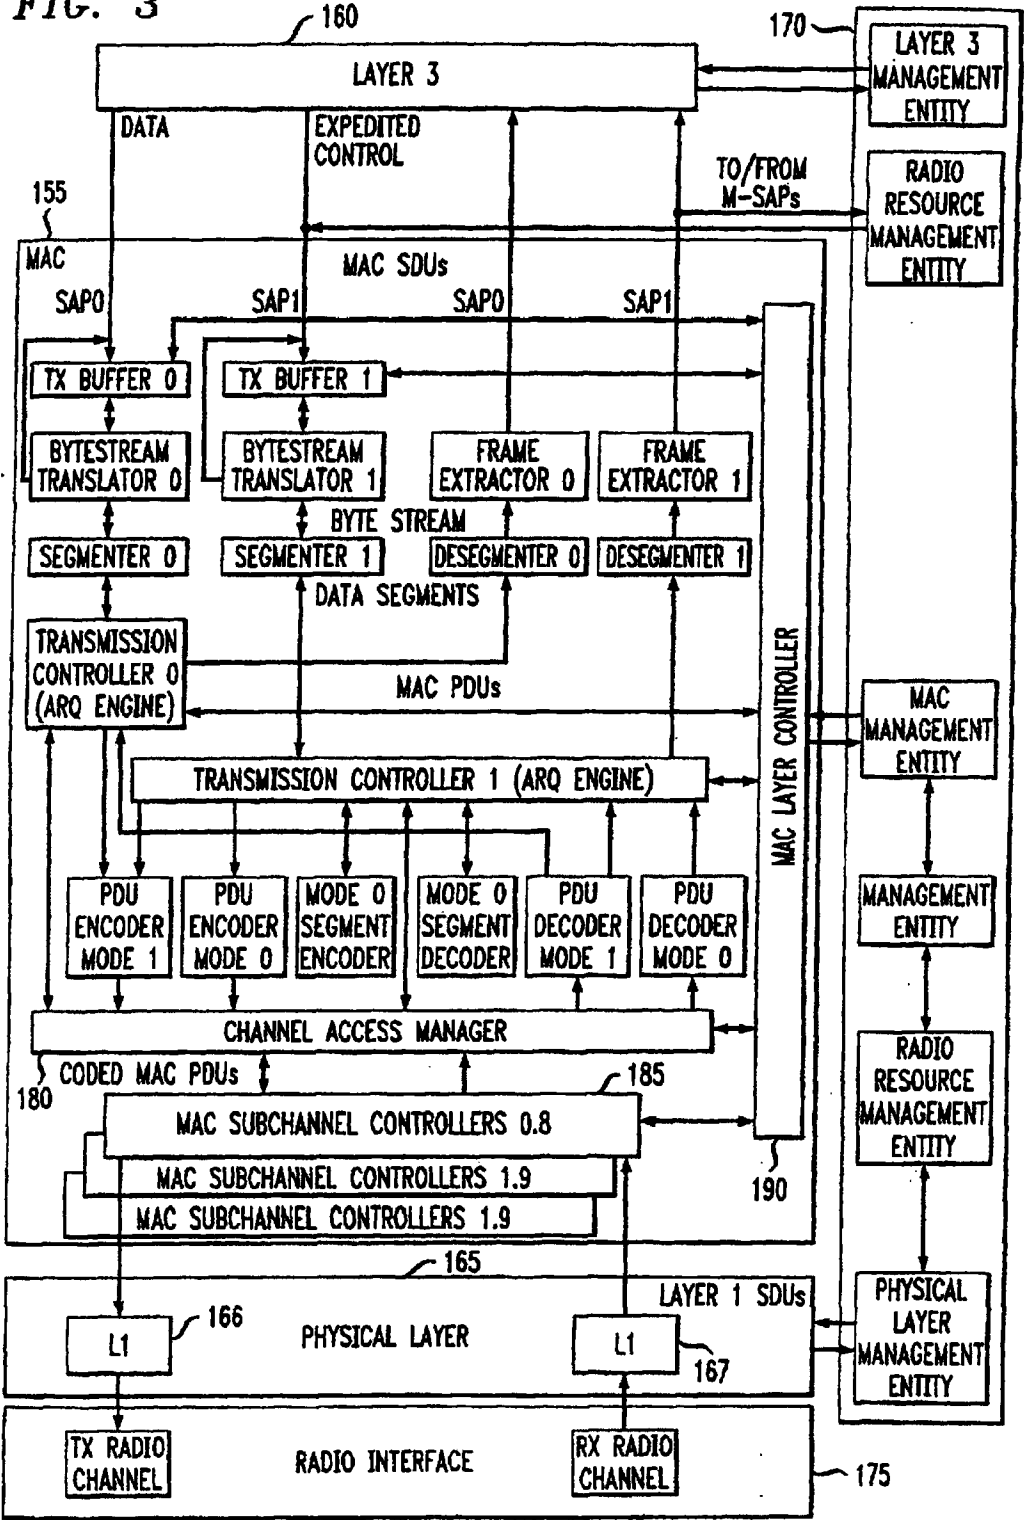 FIG. 3
160
170
LAYER 3
LAYER 3
MANAGEMENT
ENTITY
DATA
EXPEDITED
CONTROL
TO/FROM
M-SAPs
RADIO
RESOURCE
MANAGEMENT
ENTITY
155
MAC
MAC SDUs
SAP0
SAP1
SAP0
SAP1
TX BUFFER 0
TX BUFFER 1
BYTESTREAM
TRANSLATOR 0
BYTESTREAM
TRANSLATOR 1
FRAME
EXTRACTOR 0
FRAME
EXTRACTOR 1
BYTE STREAM
SEGMENTER 0
SEGMENTER 1
DESEGMENTER 0
DESEGMENTER 1
DATA SEGMENTS
TRANSMISSION
CONTROLLER 0
(ARQ ENGINE)
MAC PDUs
MAC LAYER CONTROLLER
MAC
MANAGEMENT
ENTITY
TRANSMISSION CONTROLLER 1 (ARQ ENGINE)
PDU
ENCODER
MODE 1
PDU
ENCODER
MODE 0
MODE 0
SEGMENT
ENCODER
MODE 0
SEGMENT
DECODER
PDU
DECODER
MODE 1
PDU
DECODER
MODE 0
MANAGEMENT
ENTITY
CHANNEL ACCESS MANAGER
180
CODED MAC PDUs
185
RADIO
RESOURCE
MANAGEMENT
ENTITY
MAC SUBCHANNEL CONTROLLERS 0.8
MAC SUBCHANNEL CONTROLLERS 1.9
MAC SUBCHANNEL CONTROLLERS 1.9
190
165
LAYER 1 SDUs
L1
166
PHYSICAL LAYER
L1
167
PHYSICAL
LAYER
MANAGEMENT
ENTITY
TX RADIO
CHANNEL
RADIO INTERFACE
RX RADIO
CHANNEL
175